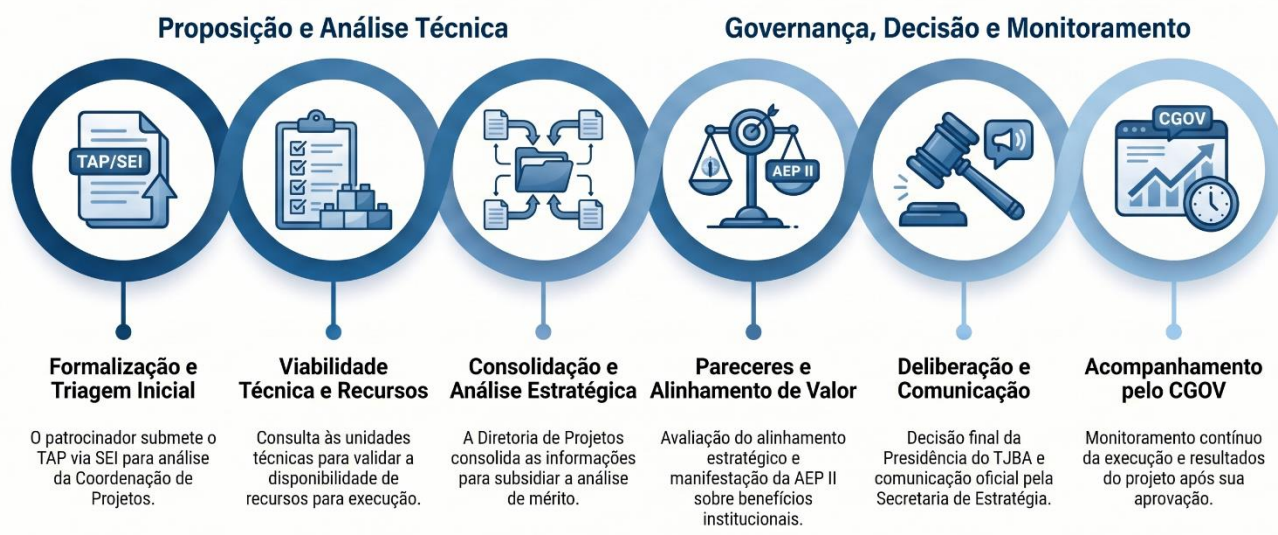 Proposição e Análise Técnica
Governança, Decisão e Monitoramento
TAP/SEI
AEP II
CGOV
Formalização e
Triagem Inicial
O patrocinador submete o
TAP via SEI para análise
da Coordenação de
Projetos.
Viabilidade
Técnica e Recursos
Consulta às unidades
técnicas para validar a
disponibilidade de
recursos para execução.
Consolidação e
Análise Estratégica
A Diretoria de Projetos
consolida as informações
para subsidiar a análise
de mérito.
Pareceres e
Alinhamento de Valor
Avaliação do alinhamento
estratégico e
manifestação da AEP II
sobre benefícios
institucionais.
Deliberação e
Comunicação
Decisão final da
Presidência do TJBA e
comunicação oficial pela
Secretaria de Estratégia.
Acompanhamento
pelo CGOV
Monitoramento contínuo
da execução e resultados
do projeto após sua
aprovação.